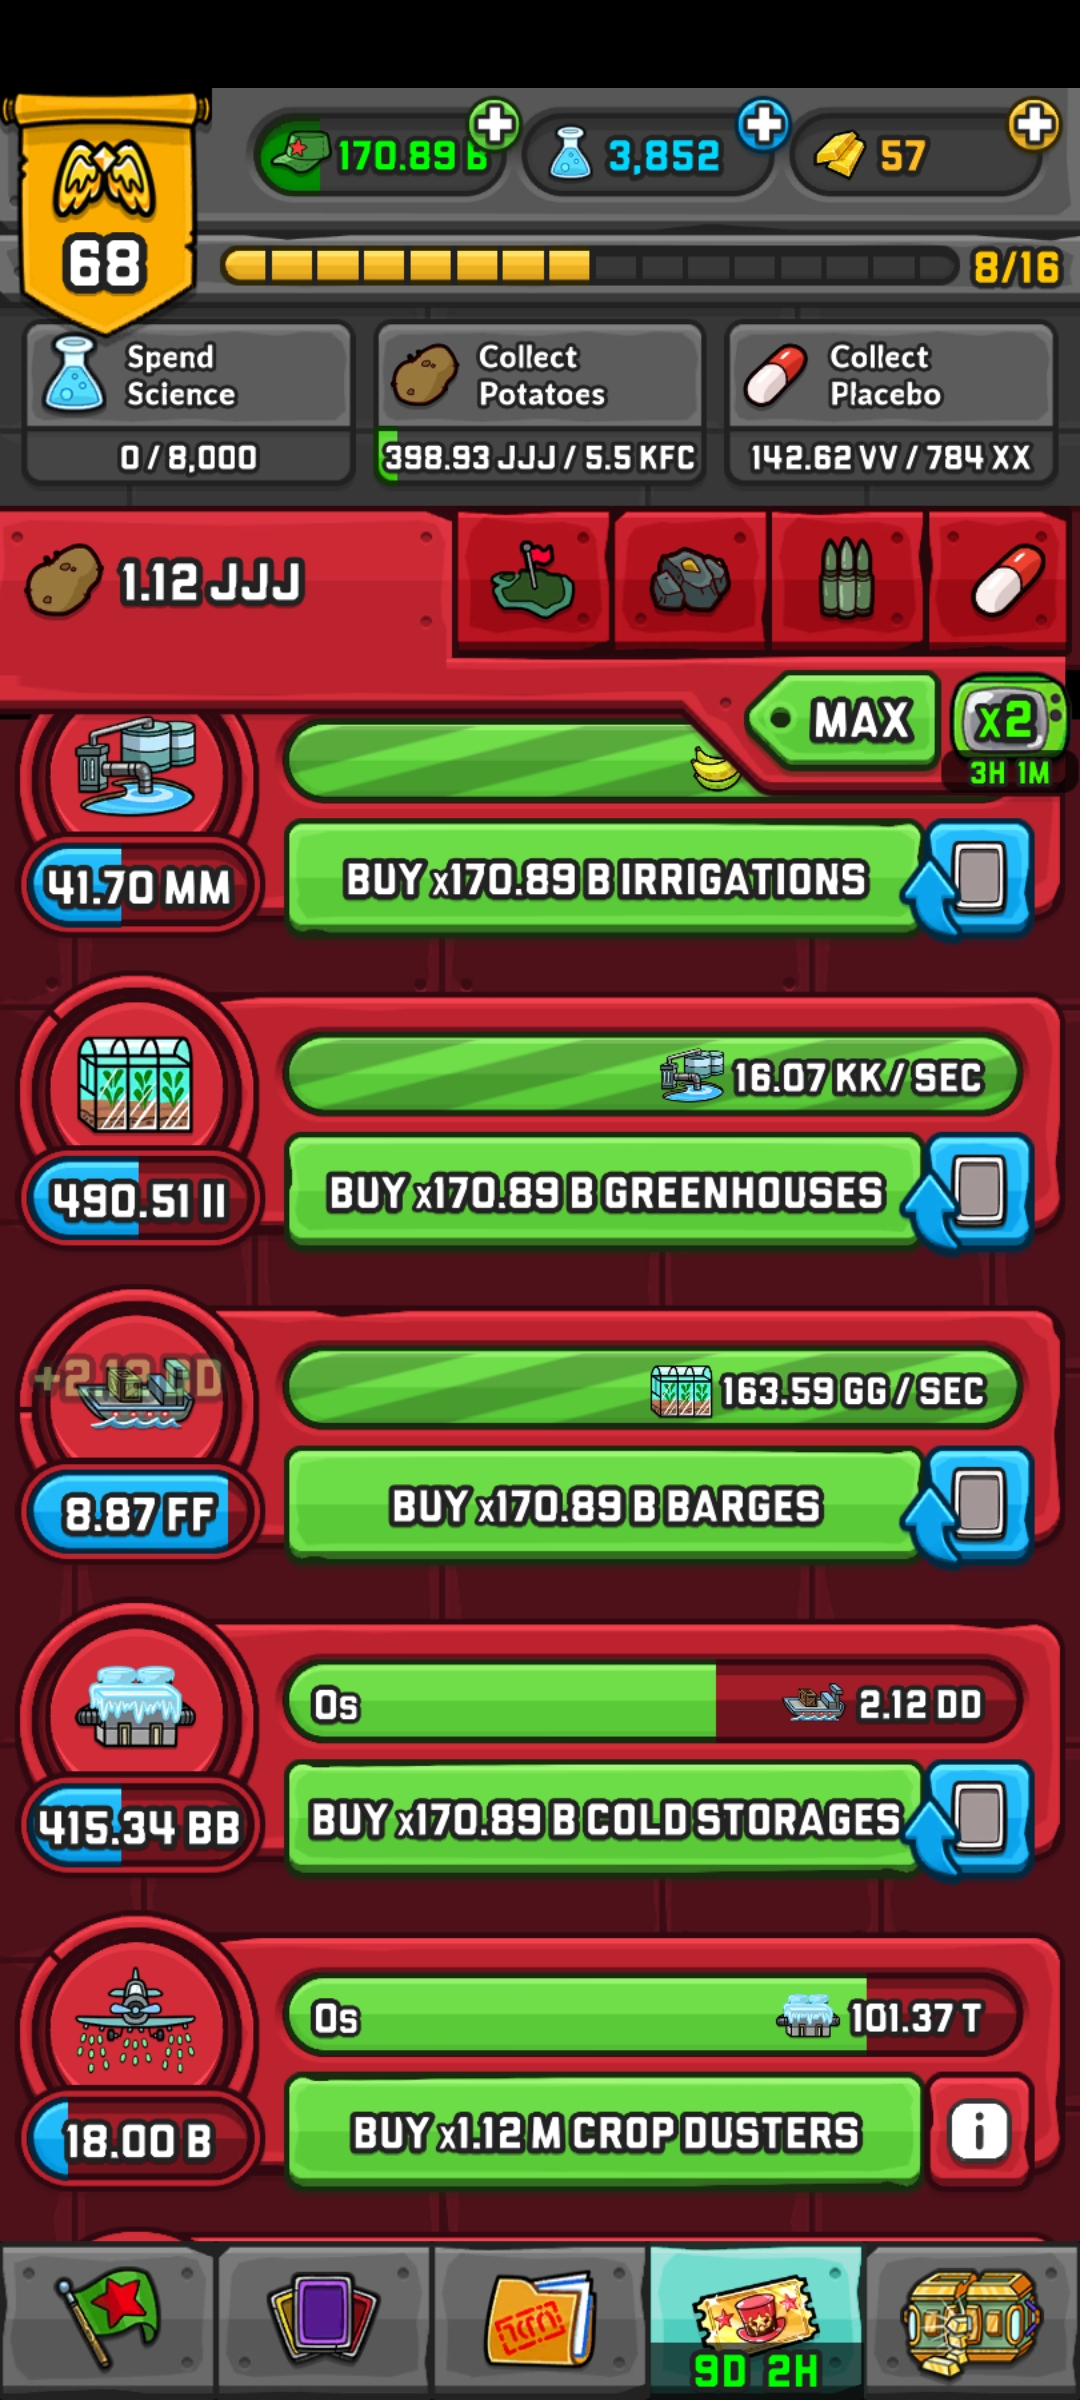 170.89 B
3,852
57
68
8/16
Spend
Science
0 / 8,000
Collect
Potatoes
398.93 JJJ / 5.5 KFC
Collect
Placebo
142.62 VV / 784 XX
1.12 JJJ
MAX
x2
3H 1M
41.70 MM
BUY x170.89 B IRRIGATIONS
16.07 KK / SEC
490.51 II
BUY x170.89 B GREENHOUSES
+2.12 DD
163.59 GG / SEC
8.87 FF
BUY x170.89 B BARGES
0s
2.12 DD
415.34 BB
BUY x170.89 B COLD STORAGES
0s
101.37 T
18.00 B
BUY x1.12 M CROP DUSTERS
i
9D 2H